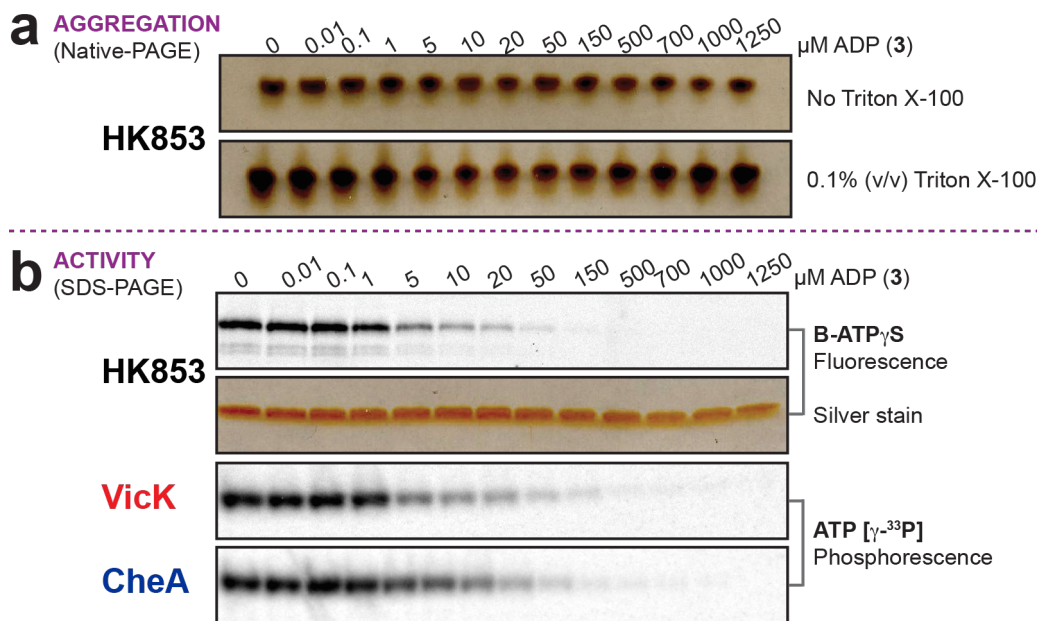 a AGGREGATION
(Native-PAGE)
0 0.01 0.1 1 5 10 20 50 150 500 700 1000 1250 µM ADP (3)
HK853
No Triton X-100
0.1% (v/v) Triton X-100
b ACTIVITY
(SDS-PAGE)
0 0.01 0.1 1 5 10 20 50 150 500 700 1000 1250 µM ADP (3)
HK853
B-ATPγS
Fluorescence
Silver stain
VicK
CheA
ATP [γ-³³P]
Phosphorescence